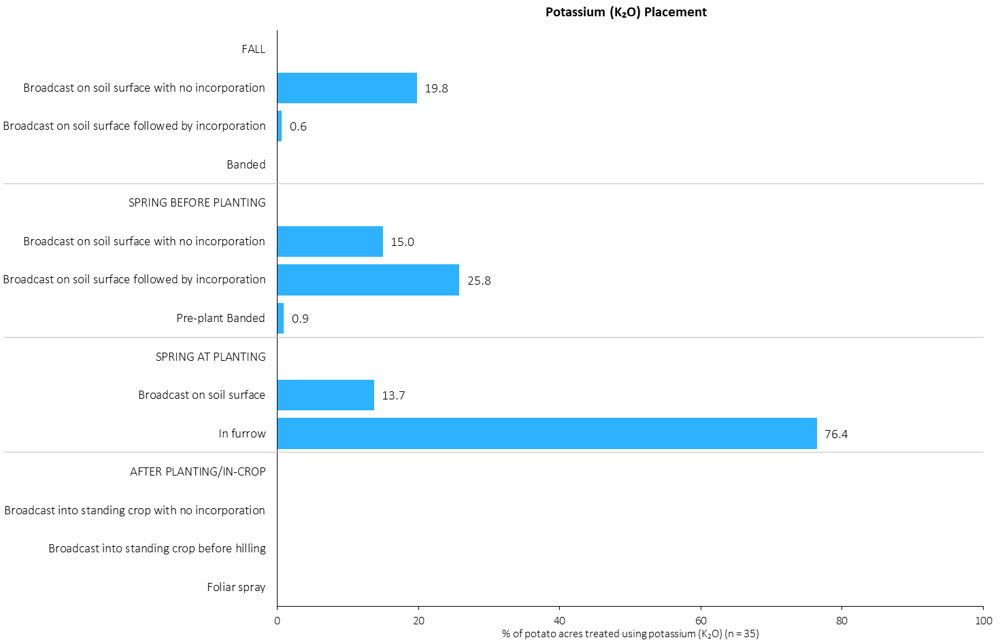 Potassium (K₂O) Placement
FALL
Broadcast on soil surface with no incorporation
19.8
Broadcast on soil surface followed by incorporation
0.6
Banded
SPRING BEFORE PLANTING
Broadcast on soil surface with no incorporation
15.0
Broadcast on soil surface followed by incorporation
25.8
Pre-plant Banded
0.9
SPRING AT PLANTING
Broadcast on soil surface
13.7
In furrow
76.4
AFTER PLANTING/IN-CROP
Broadcast into standing crop with no incorporation
Broadcast into standing crop before hilling
Foliar spray
0 20 40 60 80 100
% of potato acres treated using potassium (K₂O) (n = 35)